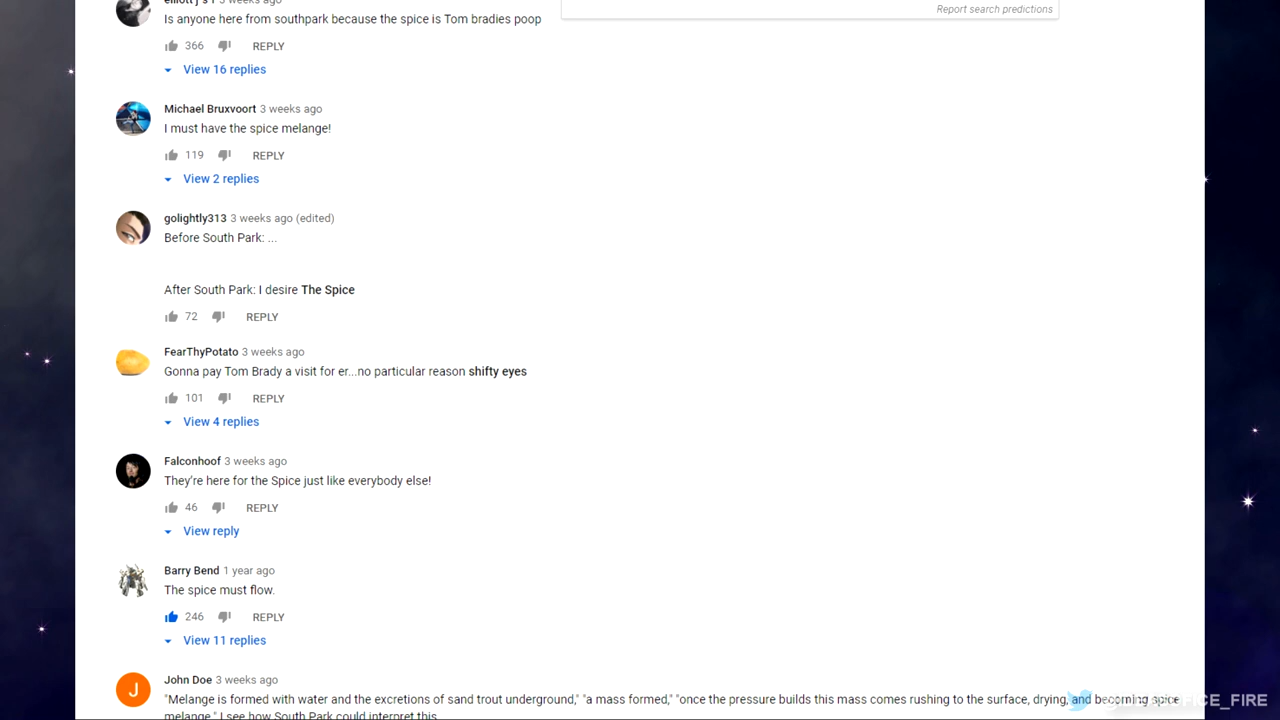 3 weeks ago
Report search predictions
Is anyone here from southpark because the spice is Tom bradies poop
366 REPLY
View 16 replies
Michael Bruxvoort 3 weeks ago
I must have the spice melange!
119 REPLY
View 2 replies
golightly313 3 weeks ago (edited)
Before South Park: ...
After South Park: I desire The Spice
72 REPLY
FearThyPotato 3 weeks ago
Gonna pay Tom Brady a visit for er...no particular reason shifty eyes
101 REPLY
View 4 replies
Falconhoof 3 weeks ago
They're here for the Spice just like everybody else!
46 REPLY
View reply
Barry Bend 1 year ago
The spice must flow.
246 REPLY
View 11 replies
J
John Doe 3 weeks ago
"Melange is formed with water and the excretions of sand trout underground," "a mass formed," "once the pressure builds this mass comes rushing to the surface, drying, and becoming spice
melange." I see how South Park could interpret this